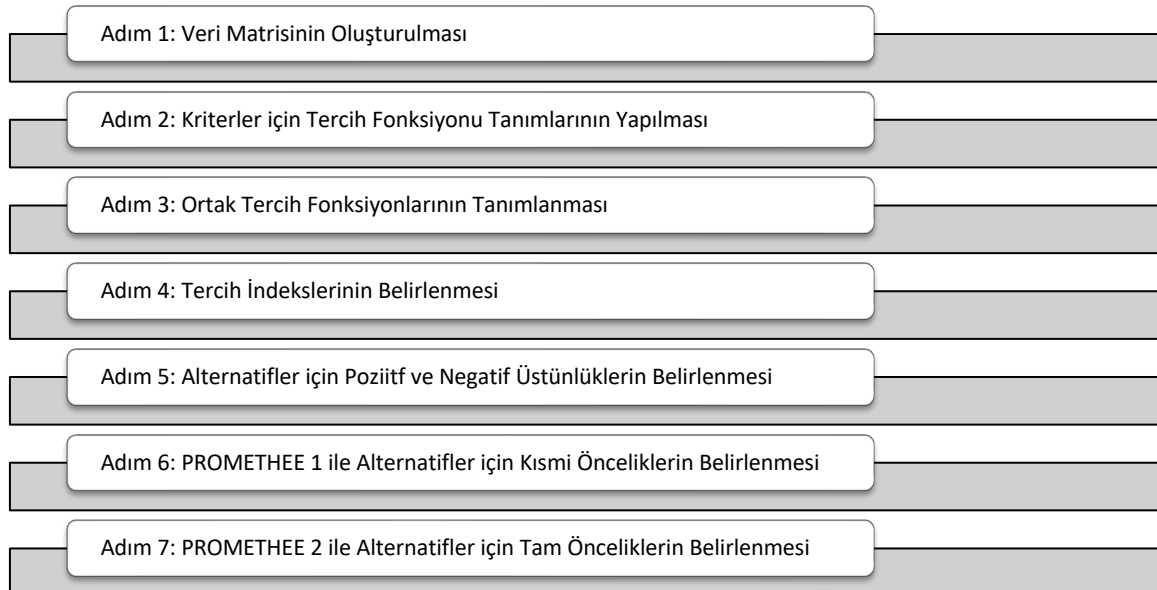 Adım 1: Veri Matrisinin Oluşturulması
Adım 2: Kriterler için Tercih Fonksiyonu Tanımlarının Yapılması
Adım 3: Ortak Tercih Fonksiyonlarının Tanımlanması
Adım 4: Tercih İndekslerinin Belirlenmesi
Adım 5: Alternatifler için Poziitf ve Negatif Üstünlüklerin Belirlenmesi
Adım 6: PROMETHEE 1 ile Alternatifler için Kısmi Önceliklerin Belirlenmesi
Adım 7: PROMETHEE 2 ile Alternatifler için Tam Önceliklerin Belirlenmesi